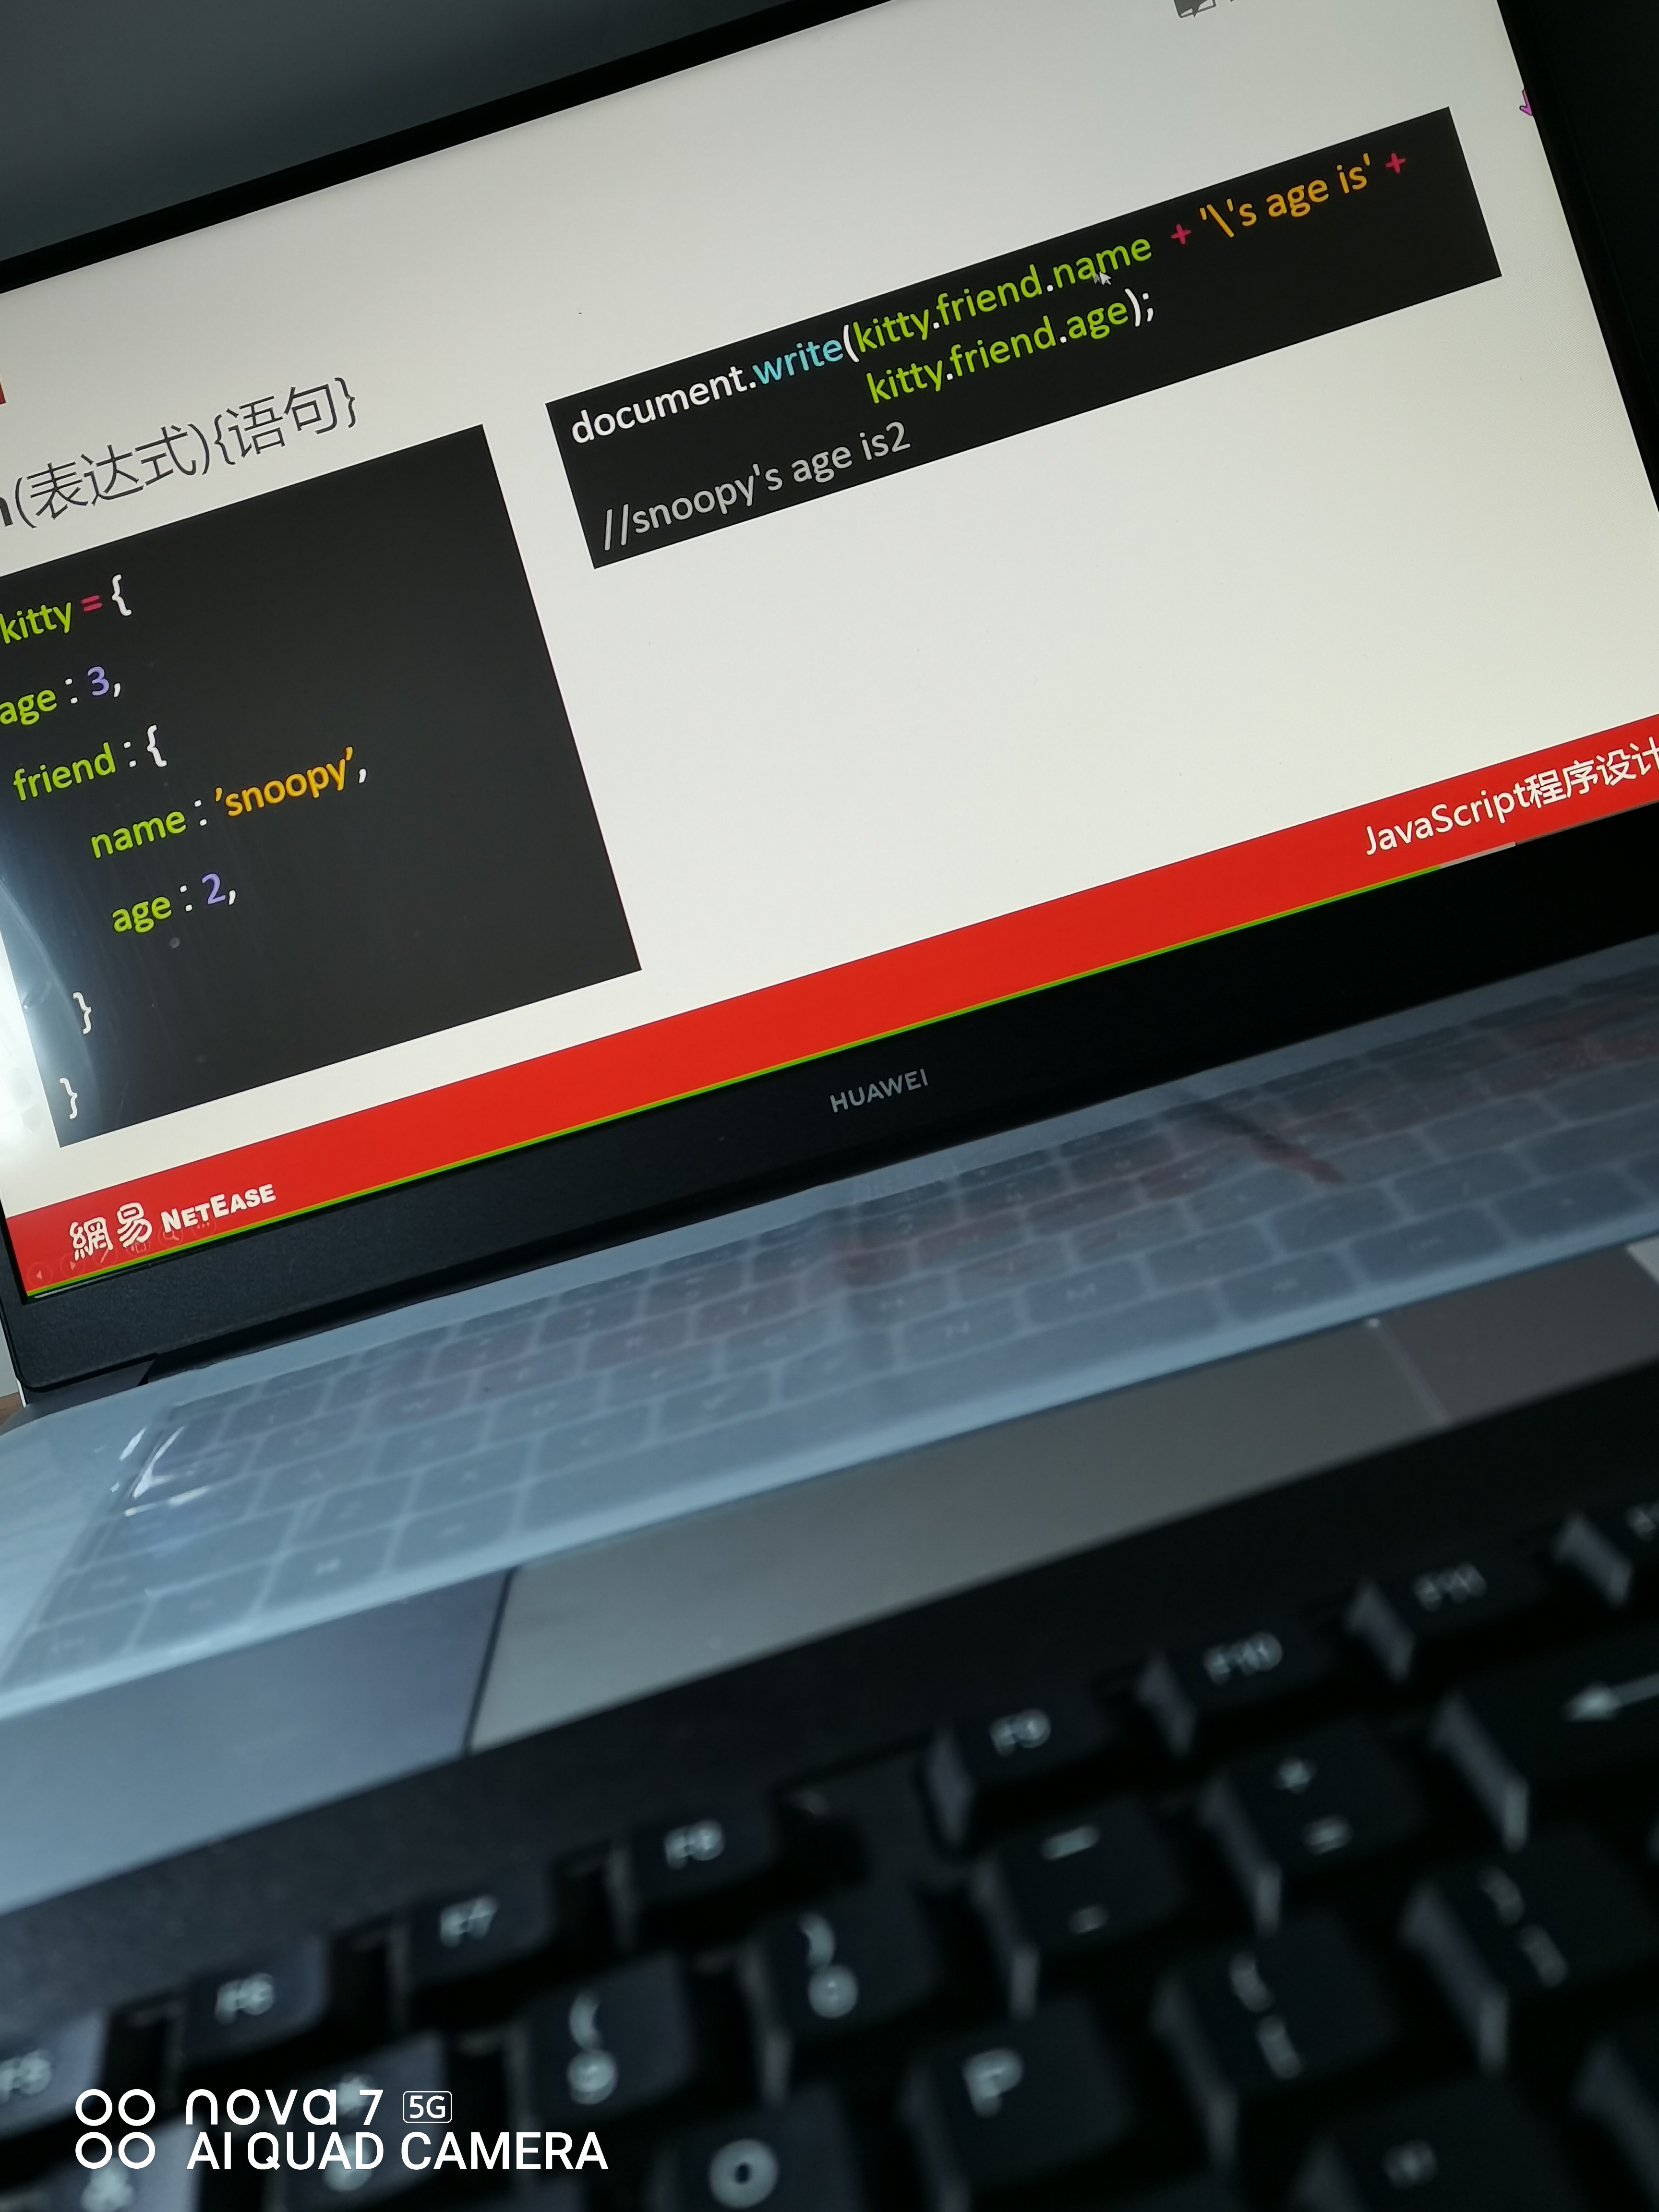 (表达式){语句}
kitty = {
age : 3,
friend : {
name : 'snoopy',
age : 2,
}
}
document.write(kitty.friend.name + '\'s age is' +
kitty.friend.age);
//snoopy's age is2
JavaScript程序设计
網易 NETEASE
HUAWEI
F9
F10
F8
F7
F6
F5
*
=
)
0
(
9
P
O
nova 7 5G
AI QUAD CAMERA